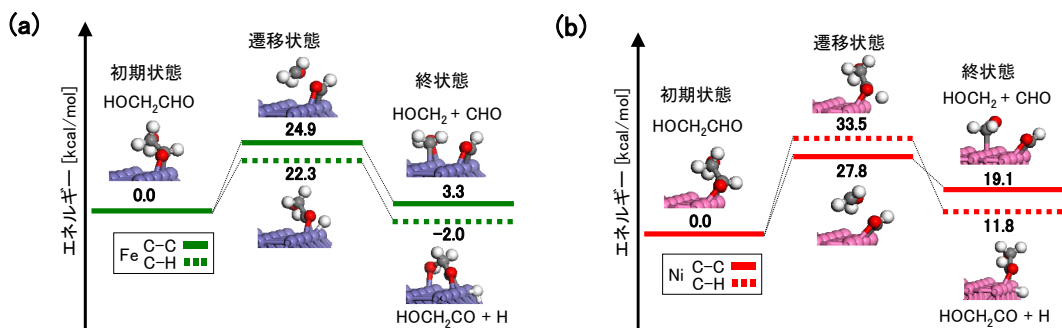 (a)
エネルギー [kcal/mol]
初期状態
HOCH2CHO
0.0
遷移状態
24.9
22.3
終状態
HOCH2 + CHO
3.3
−2.0
HOCH2CO + H
Fe
C−C
C−H
(b)
エネルギー [kcal/mol]
初期状態
HOCH2CHO
0.0
遷移状態
33.5
27.8
終状態
HOCH2 + CHO
19.1
11.8
HOCH2CO + H
Ni
C−C
C−H